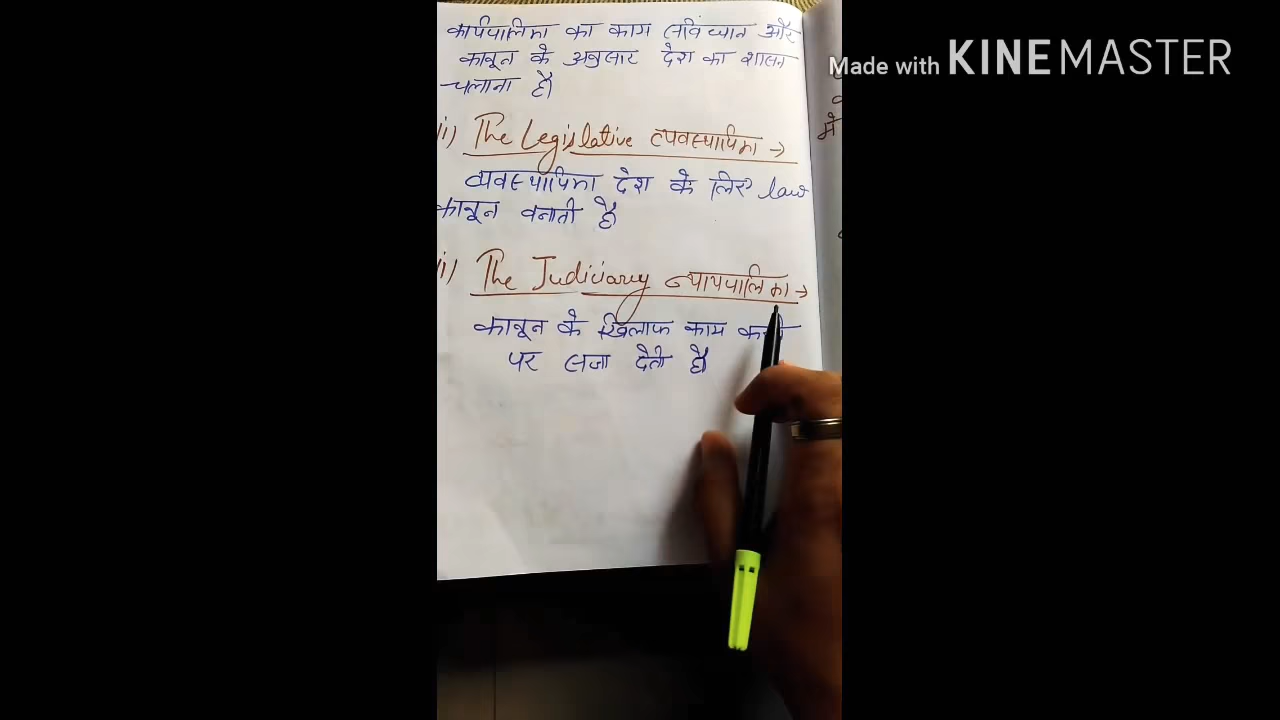 कार्यपालिका का काम संविधान और
कानून के अनुसार देश का शासन
चलाना है।
ii) The Legislative व्यवस्थापिका →
व्यवस्थापिका देश के लिए law
कानून बनाती है
The Judiciary न्यायपालिका →
कानून के खिलाफ काम
पर सजा देते है
में
Made with KINEMASTER